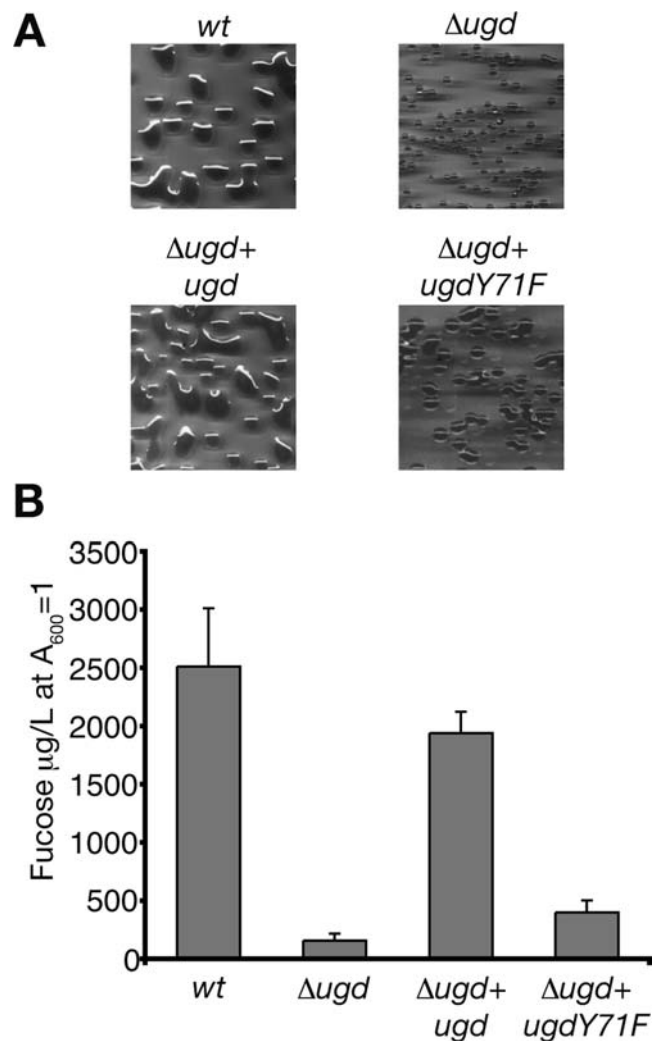 A
wt
Δugd
Δugd+
ugd
Δugd+
ugdY71F
B
Fucose µg/L at A600=1
3500
3000
2500
2000
1500
1000
500
0
wt
Δugd
Δugd+
ugd
Δugd+
ugdY71F